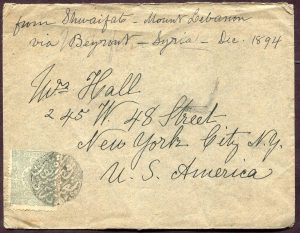 from Shwaifat - Mount Lebanon
via Beyrout - Syria - Dec. 1894
Mrs Hall
245 W. 48 Street
New York City N.Y.
U. S. America